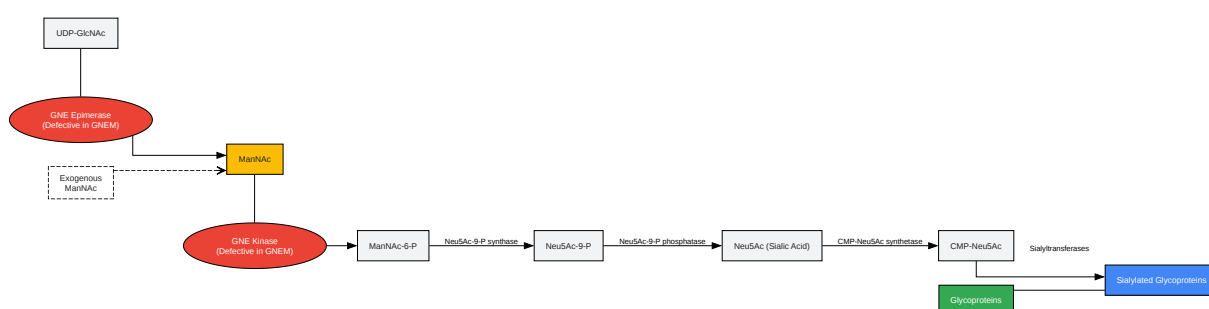 UDP-GlcNAc
GNE Epimerase
(Defective in GNEM)
ManNAc
Exogenous
ManNAc
GNE Kinase
(Defective in GNEM)
ManNAc-6-P
Neu5Ac-9-P synthase
Neu5Ac-9-P
Neu5Ac-9-P phosphatase
Neu5Ac (Sialic Acid)
CMP-Neu5Ac synthetase
CMP-Neu5Ac
Sialyltransferases
Sialylated Glycoproteins
Glycoproteins